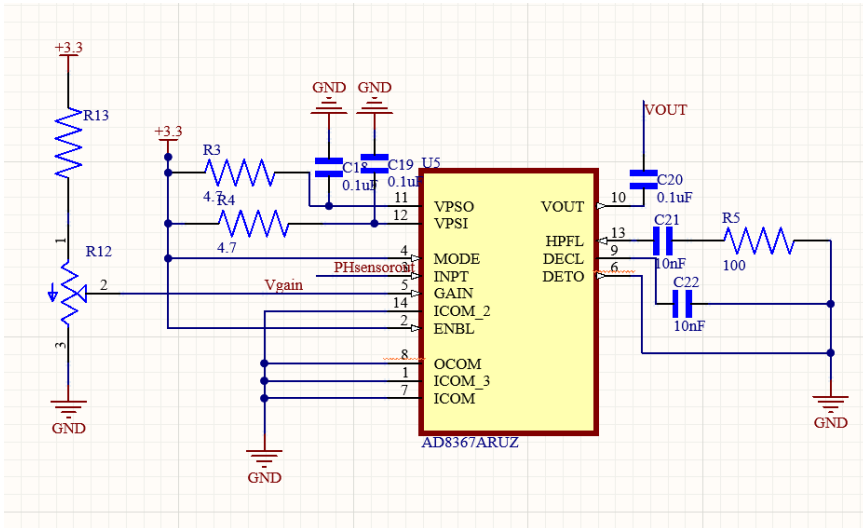 +3.3
R13
1
R12
2
3
GND
Vgain
+3.3
R3
4.7
R4
4.7
GND
GND
C18
0.1uF
C19
0.1uF
U5
11
VPSO
12
VPSI
4
MODE
PHsensorout
3
INPT
5
GAIN
14
ICOM_2
2
ENBL
8
OCOM
1
ICOM_3
7
ICOM
GND
AD8367ARUZ
VOUT
10
HPFL
13
DECL
9
DETO
6
VOUT
C20
0.1uF
C21
10nF
R5
100
C22
10nF
GND